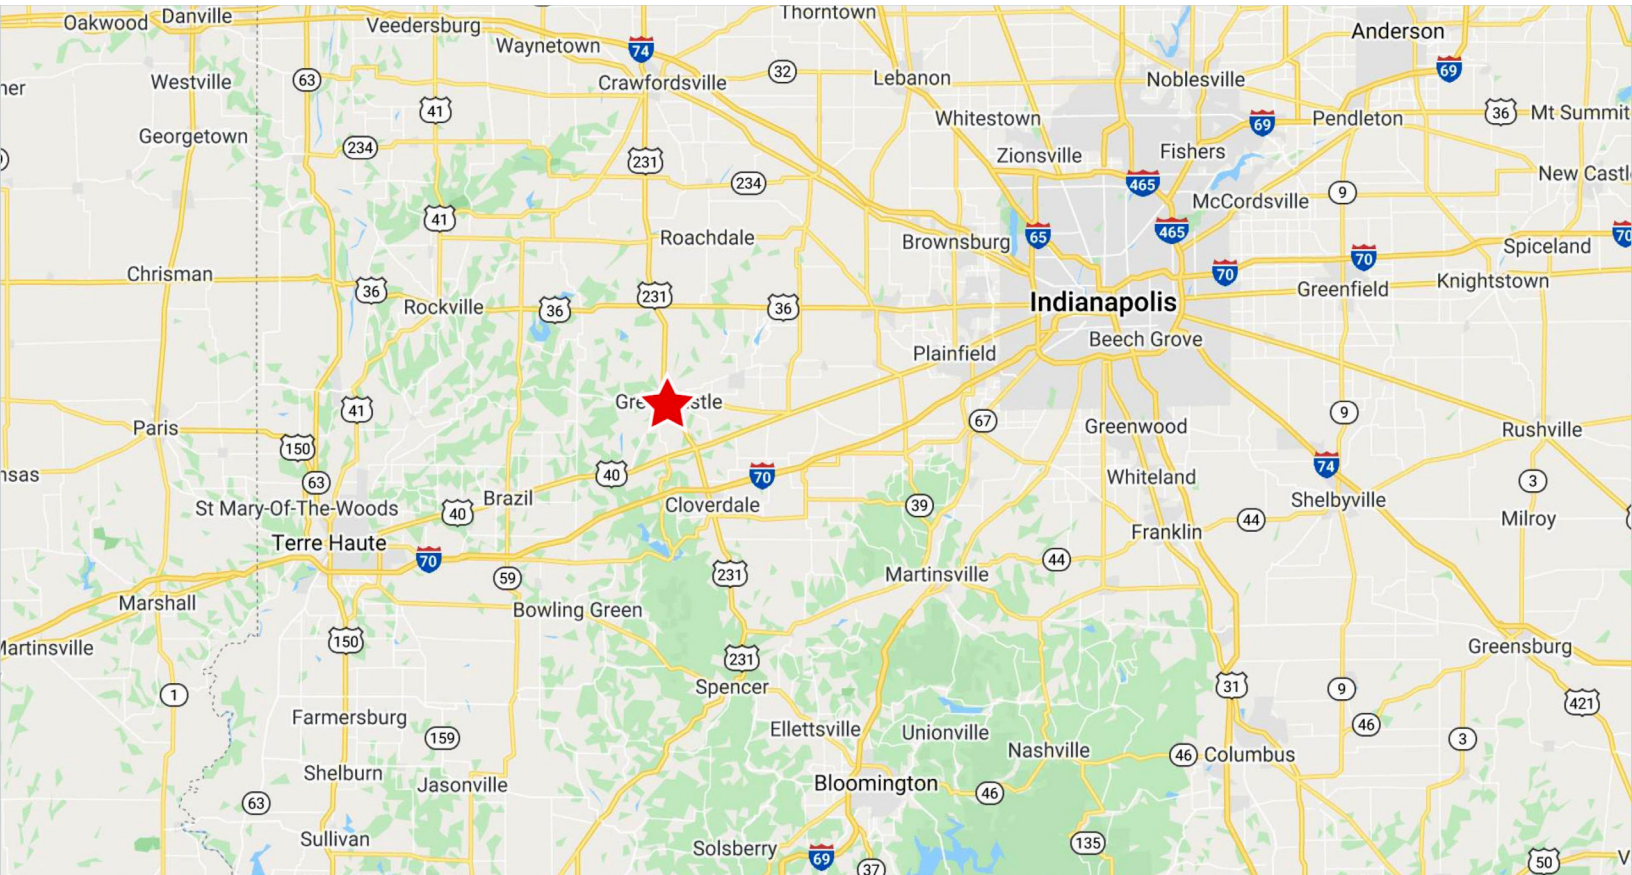 Thorntown
Oakwood
Danville
Veedersburg
Waynetown
74
Anderson
69
Westville
63
Crawfordsville
32
Lebanon
Noblesville
41
36
Mt Summit
Whitestown
69
Pendleton
Georgetown
234
231
Zionsville
Fishers
234
465
9
McCordsville
41
Roachdale
Brownsburg
65
465
70
Spiceland
Chrisman
36
Rockville
36
231
36
Indianapolis
70
70
Greenfield
Knightstown
Beech Grove
Plainfield
41
67
9
Paris
150
Greenwood
Rushville
63
40
70
Whiteland
74
3
St Mary-Of-The-Woods
40
Brazil
Cloverdale
39
Shelbyville
44
Milroy
Terre Haute
70
Franklin
59
231
Martinsville
44
Marshall
Bowling Green
150
231
Greensburg
1
Spencer
31
9
421
Farmersburg
159
Ellettsville
Unionville
46
3
Nashville
46
Columbus
Shelburn
Jasonville
Bloomington
46
63
Sullivan
Solsberry
69
37
135
50